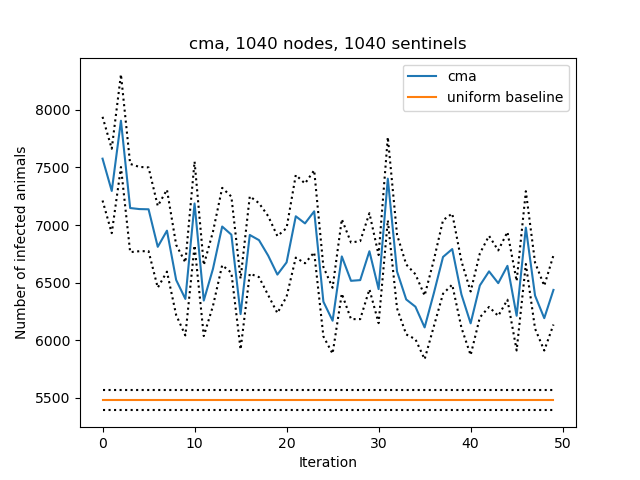 cma, 1040 nodes, 1040 sentinels
cma
uniform baseline
8000
7500
7000
6500
6000
5500
Number of infected animals
0 10 20 30 40 50
Iteration